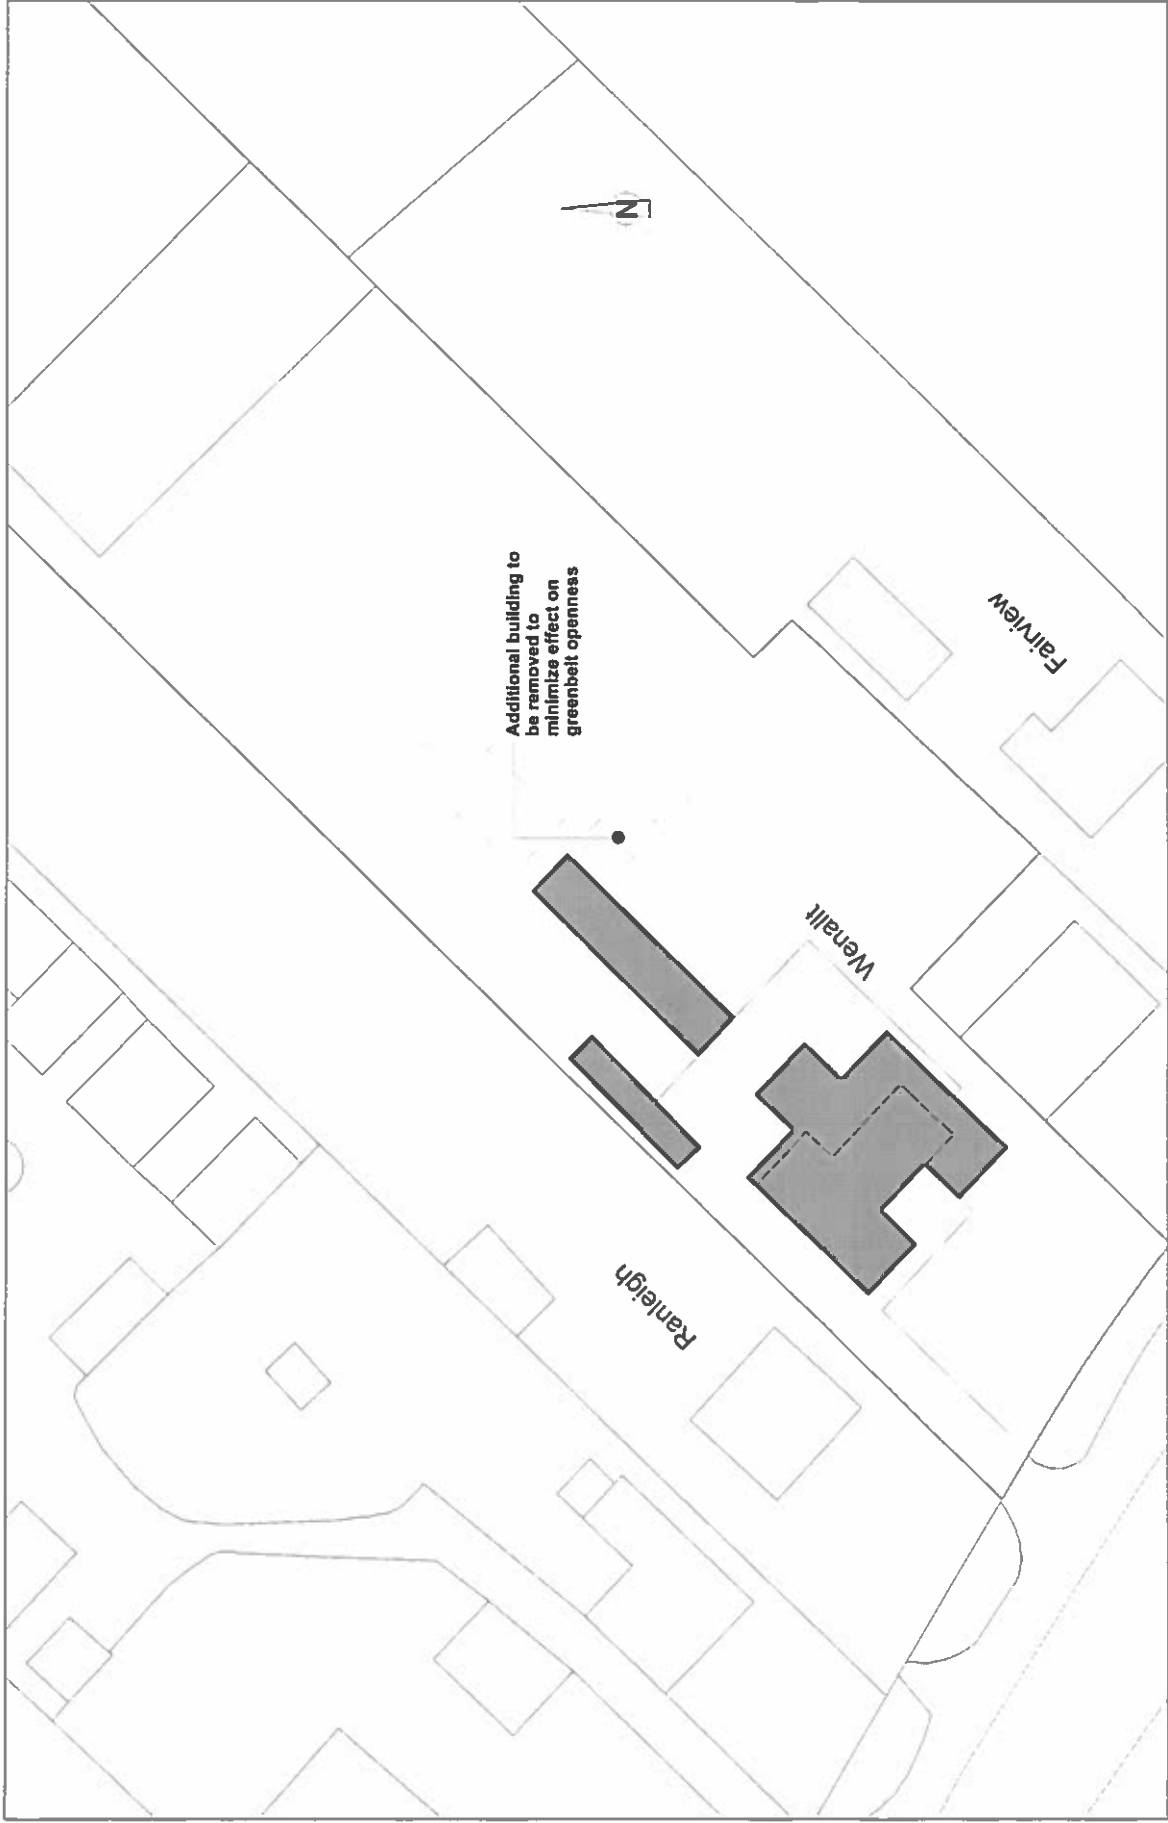 Additional building to
be removed to
minimize effect on
greenbelt openness
N
Ranleigh
Wenallt
Fairview